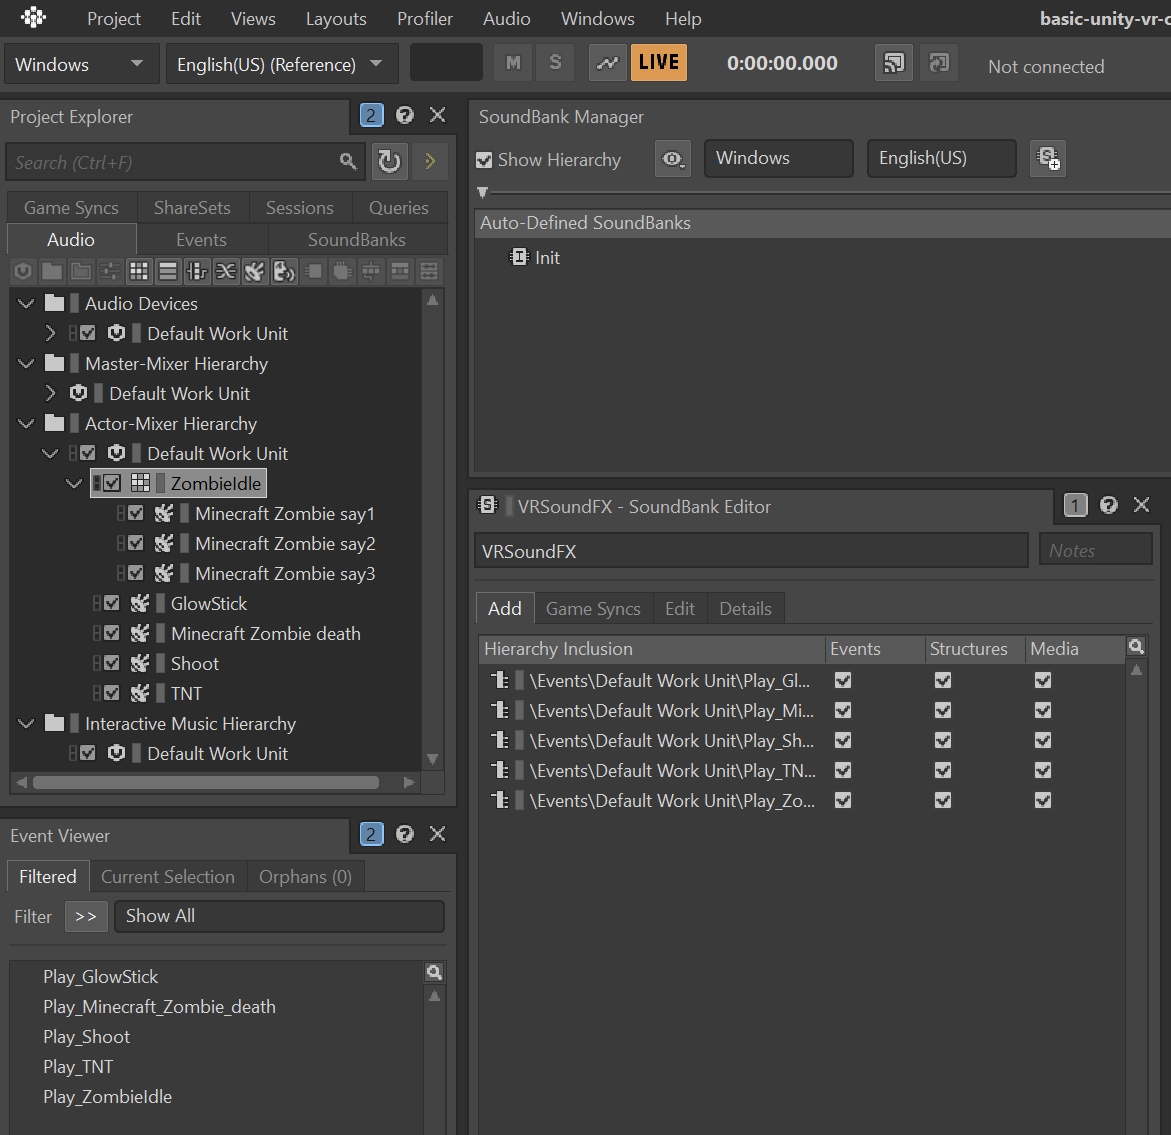 Project Edit Views Layouts Profiler Audio Windows Help basic-unity-vr-
Windows English(US) (Reference) M S LIVE 0:00:00.000 Not connected
Project Explorer 2
Search (Ctrl+F)
Game Syncs ShareSets Sessions Queries
Audio Events SoundBanks
Audio Devices
Default Work Unit
Master-Mixer Hierarchy
Default Work Unit
Actor-Mixer Hierarchy
Default Work Unit
ZombieIdle
Minecraft Zombie say1
Minecraft Zombie say2
Minecraft Zombie say3
GlowStick
Minecraft Zombie death
Shoot
TNT
Interactive Music Hierarchy
Default Work Unit
Event Viewer 2
Filtered Current Selection Orphans (0)
Filter >> Show All
Play_GlowStick
Play_Minecraft_Zombie_death
Play_Shoot
Play_TNT
Play_ZombieIdle
SoundBank Manager
Show Hierarchy Windows English(US)
Auto-Defined SoundBanks
Init
VRSoundFX - SoundBank Editor 1
VRSoundFX Notes
Add Game Syncs Edit Details
Hierarchy Inclusion Events Structures Media
\Events\Default Work Unit\Play_Gl...
\Events\Default Work Unit\Play_Mi...
\Events\Default Work Unit\Play_Sh...
\Events\Default Work Unit\Play_TN...
\Events\Default Work Unit\Play_Zo...